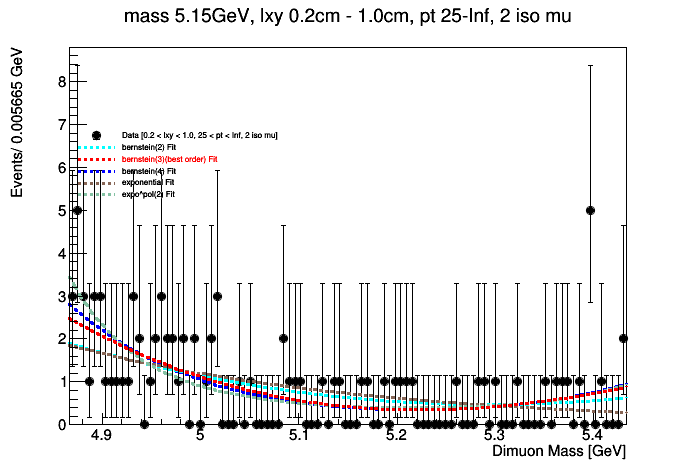 mass 5.15GeV, lxy 0.2cm - 1.0cm, pt 25-Inf, 2 iso mu
Events/ 0.005665 GeV
8
7
6
5
4
3
2
1
0
Data [0.2 < lxy < 1.0, 25 < pt < Inf, 2 iso mu]
bernstein(2) Fit
bernstein(3)(best order) Fit
bernstein(4) Fit
exponential Fit
expo*pol(2) Fit
4.9 5 5.1 5.2 5.3 5.4
Dimuon Mass [GeV]